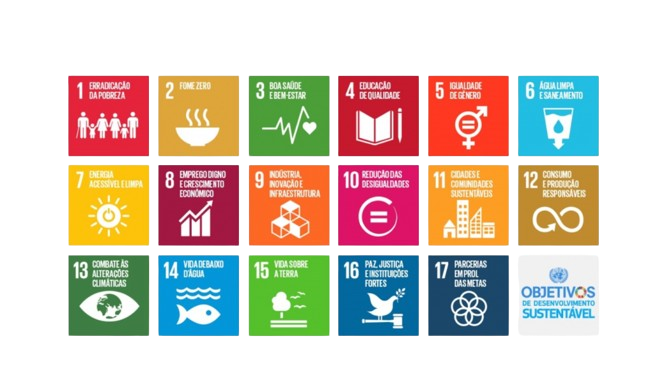 1 ERRADICAÇÃO
DA POBREZA
2 FOME ZERO
3 BOA SAÚDE
E BEM-ESTAR
4 EDUCAÇÃO
DE QUALIDADE
5 IGUALDADE
DE GÊNERO
6 ÁGUA LIMPA
E SANEAMENTO
7 ENERGIA
ACESSÍVEL E LIMPA
8 EMPREGO DIGNO
E CRESCIMENTO
ECONÔMICO
9 INDÚSTRIA,
INOVAÇÃO E
INFRAESTRUTURA
10 REDUÇÃO DAS
DESIGUALDADES
11 CIDADES E
COMUNIDADES
SUSTENTÁVEIS
12 CONSUMO
E PRODUÇÃO
RESPONSÁVEIS
13 COMBATE ÀS
ALTERAÇÕES
CLIMÁTICAS
14 VIDA DEBAIXO
D'ÁGUA
15 VIDA SOBRE
A TERRA
16 PAZ, JUSTIÇA
E INSTITUIÇÕES
FORTES
17 PARCERIAS
EM PROL
DAS METAS
OBJETIVOS
DE DESENVOLVIMENTO
SUSTENTÁVEL